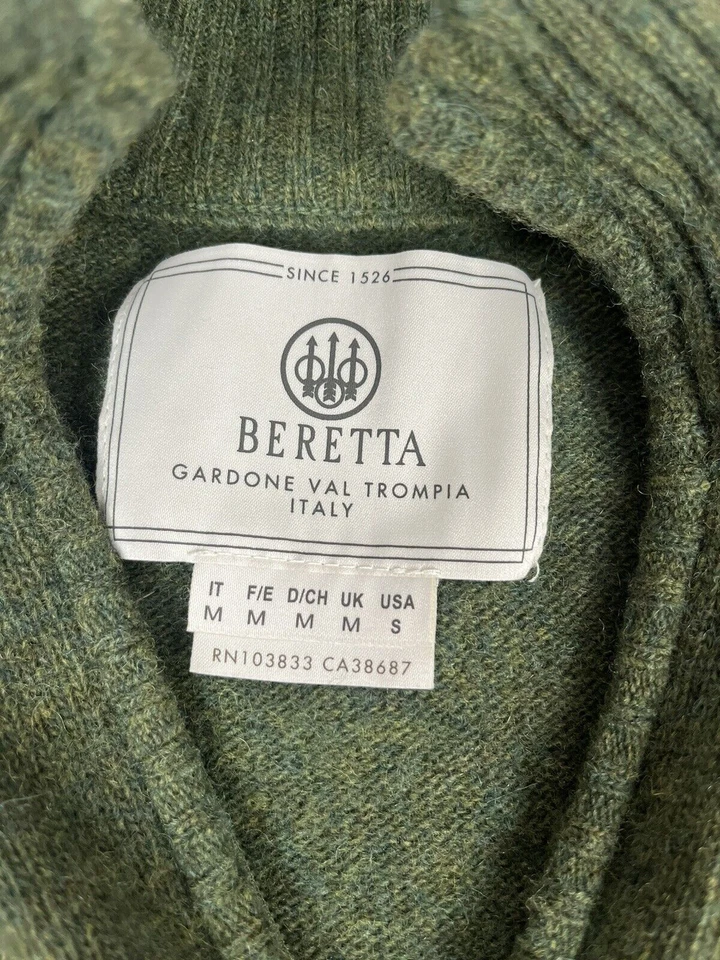 SINCE 1526
BERETTA
GARDONE VAL TROMPIA
ITALY
IT F/E D/CH UK USA
M M M M S
RN103833 CA38687